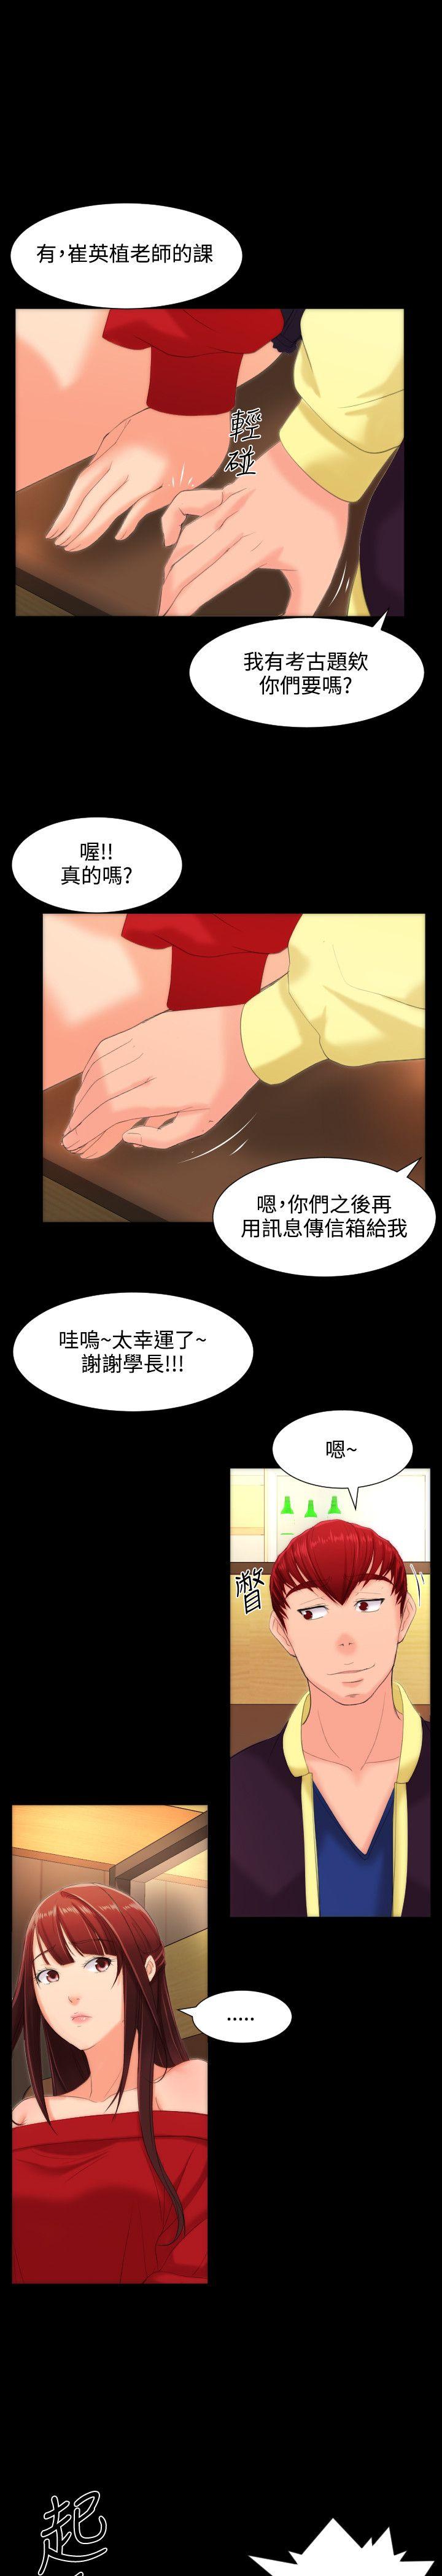 有，崔英植老師的課
輕
碰
我有考古題欸
你們要嗎?
喔!!
真的嗎?
嗯，你們之後再
用訊息傳信箱給我
哇嗚~太幸運了~
謝謝學長!!!
嗯~
瞥
.....
起